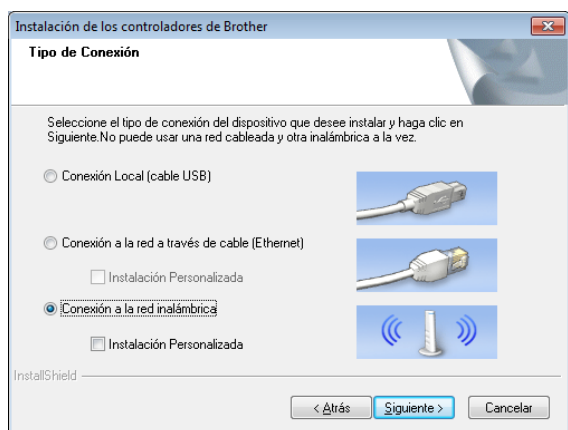 Instalación de los controladores de Brother
Tipo de Conexión
Seleccione el tipo de conexión del dispositivo que desee instalar y haga clic en
Siguiente.No puede usar una red cableada y otra inalámbrica a la vez.
Conexión Local (cable USB)
Conexión a la red a través de cable (Ethernet)
Instalación Personalizada
Conexión a la red inalámbrica
Instalación Personalizada
InstallShield
< Atrás
Siguiente >
Cancelar